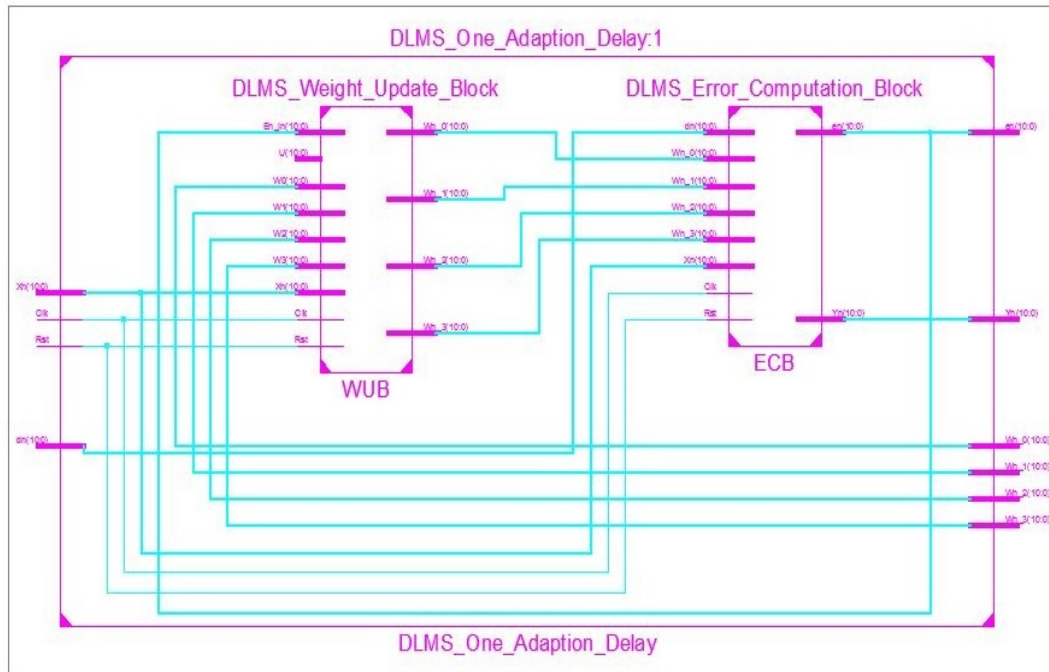 DLMS_One_Adaption_Delay:1
DLMS_Weight_Update_Block
DLMS_Error_Computation_Block
En_in(10:0)
U(10:0)
W0(10:0)
W1(10:0)
W2(10:0)
W3(10:0)
Xn(10:0)
Clk
Rst
Wn_0(10:0)
Wn_1(10:0)
Wn_2(10:0)
Wn_3(10:0)
WUB
dn(10:0)
Wn_0(10:0)
Wn_1(10:0)
Wn_2(10:0)
Wn_3(10:0)
Xn(10:0)
Clk
Rst
en(10:0)
Yn(10:0)
ECB
Xn(10:0)
Clk
Rst
dn(10:0)
en(10:0)
Yn(10:0)
Wn_0(10:0)
Wn_1(10:0)
Wn_2(10:0)
Wn_3(10:0)
DLMS_One_Adaption_Delay